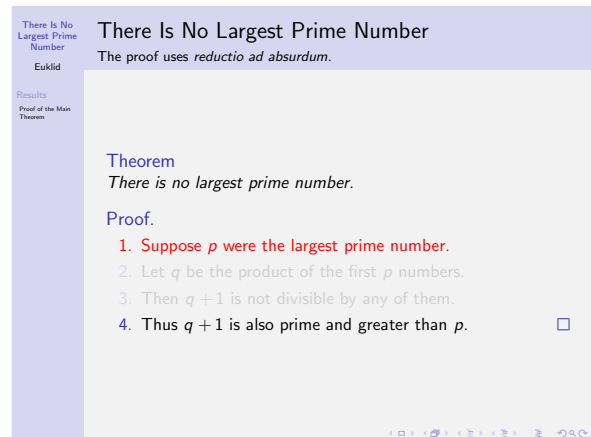 There Is No
Largest Prime
Number
Euklid
Results
Proof of the Main
Theorem
There Is No Largest Prime Number
The proof uses reductio ad absurdum.
Theorem
There is no largest prime number.
Proof.
1. Suppose p were the largest prime number.
2. Let q be the product of the first p numbers.
3. Then q + 1 is not divisible by any of them.
4. Thus q + 1 is also prime and greater than p.